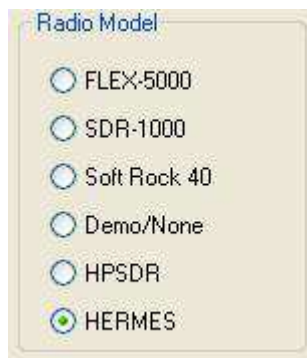 Radio Model
FLEX-5000
SDR-1000
Soft Rock 40
Demo/None
HPSDR
HERMES